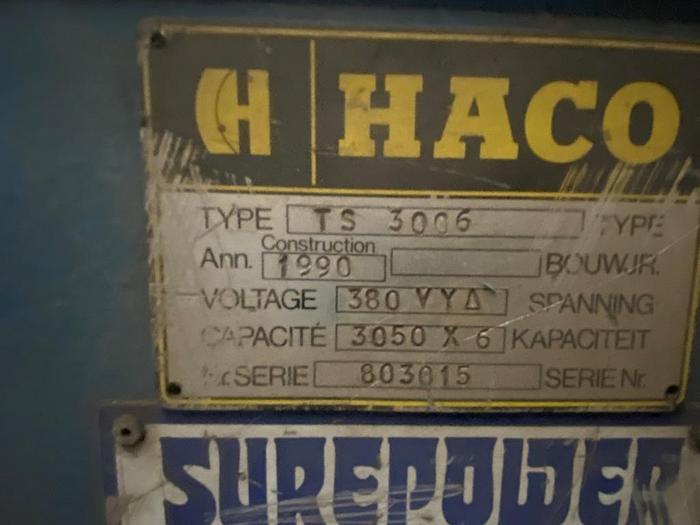 H HACO
TYPE TS 3006 TYPE
Ann. Construction 1990 BOUWJR.
VOLTAGE 380 VYΔ SPANNING
CAPACITÉ 3050 X 6 KAPACITEIT
Nr. SERIE 803015 SERIE Nr.
SUREPOWER